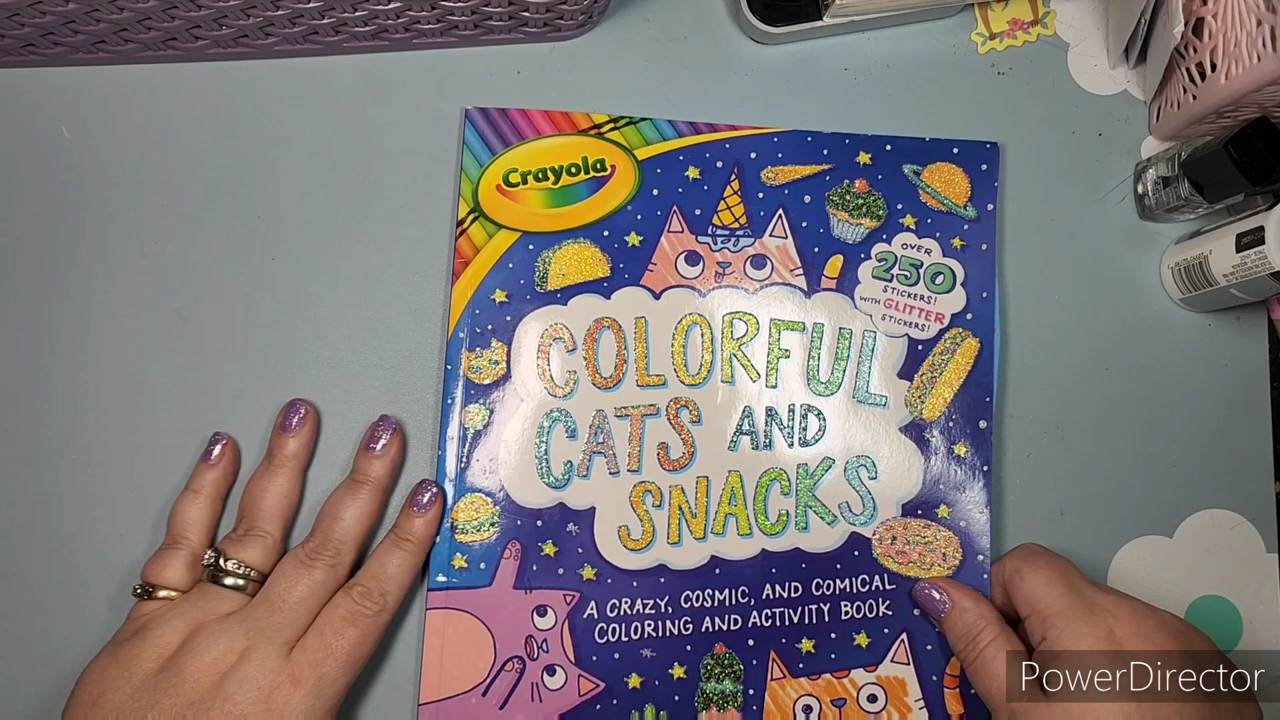 Crayola
OVER
250
STICKERS!
WITH GLITTER
STICKERS!
COLORFUL
CATS AND
SNACKS
A CRAZY, COSMIC, AND COMICAL
COLORING AND ACTIVITY BOOK
PowerDirector